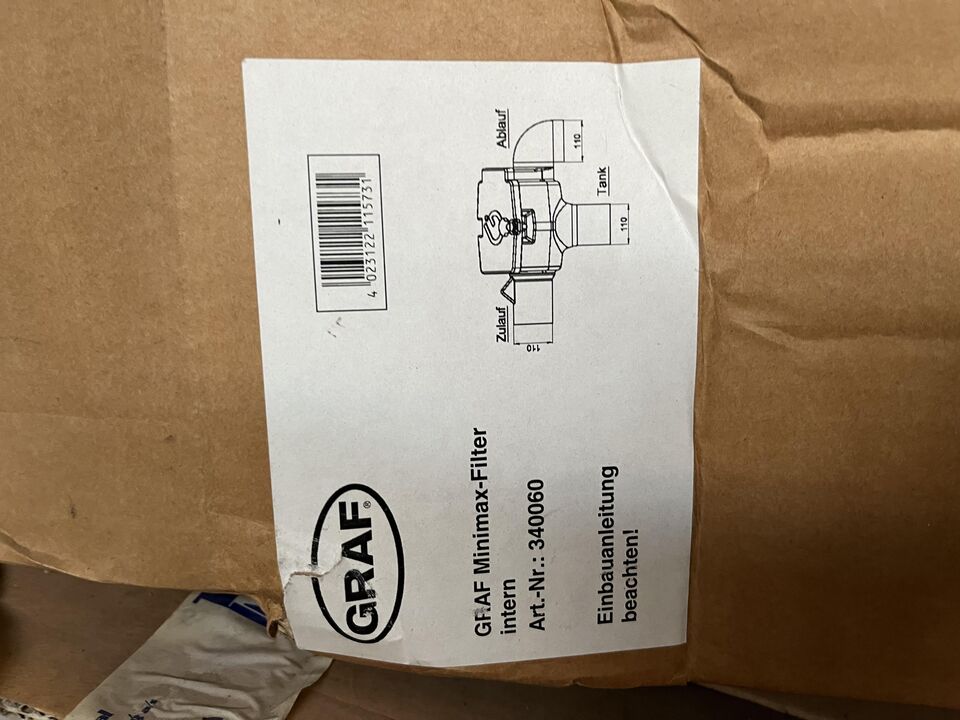 GRAF®
4 023122 115731
GRAF Minimax-Filter
intern
Art.-Nr.: 340060
Einbauanleitung
beachten!
Zulauf
110
Ablauf
110
Tank
110